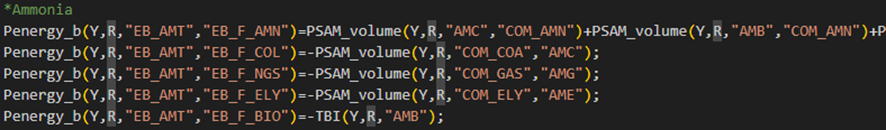 *Ammonia
Penergy_b(Y,R,"EB_AMT","EB_F_AMN")=PSAM_volume(Y,R,"AMC","COM_AMN")+PSAM_volume(Y,R,"AMB","COM_AMN")+P
Penergy_b(Y,R,"EB_AMT","EB_F_COL")=-PSAM_volume(Y,R,"COM_COA","AMC");
Penergy_b(Y,R,"EB_AMT","EB_F_NGS")=-PSAM_volume(Y,R,"COM_GAS","AMG");
Penergy_b(Y,R,"EB_AMT","EB_F_ELY")=-PSAM_volume(Y,R,"COM_ELY","AME");
Penergy_b(Y,R,"EB_AMT","EB_F_BIO")=-TBI(Y,R,"AMB");